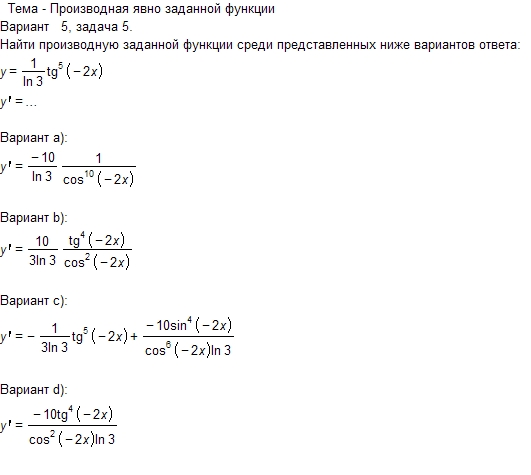 Тема - Производная явно заданной функции
Вариант 5, задача 5.
Найти производную заданной функции среди представленных ниже вариантов ответа:
y = \frac{1}{\ln 3} tg^5 (-2x)
y' = ...
Вариант a):
y' = \frac{-10}{\ln 3} \frac{1}{\cos^{10} (-2x)}
Вариант b):
y' = \frac{10}{3\ln 3} \frac{tg^4 (-2x)}{\cos^2 (-2x)}
Вариант c):
y' = - \frac{1}{3\ln 3} tg^5 (-2x) + \frac{-10\sin^4 (-2x)}{\cos^6 (-2x) \ln 3}
Вариант d):
y' = \frac{-10 tg^4 (-2x)}{\cos^2 (-2x) \ln 3}